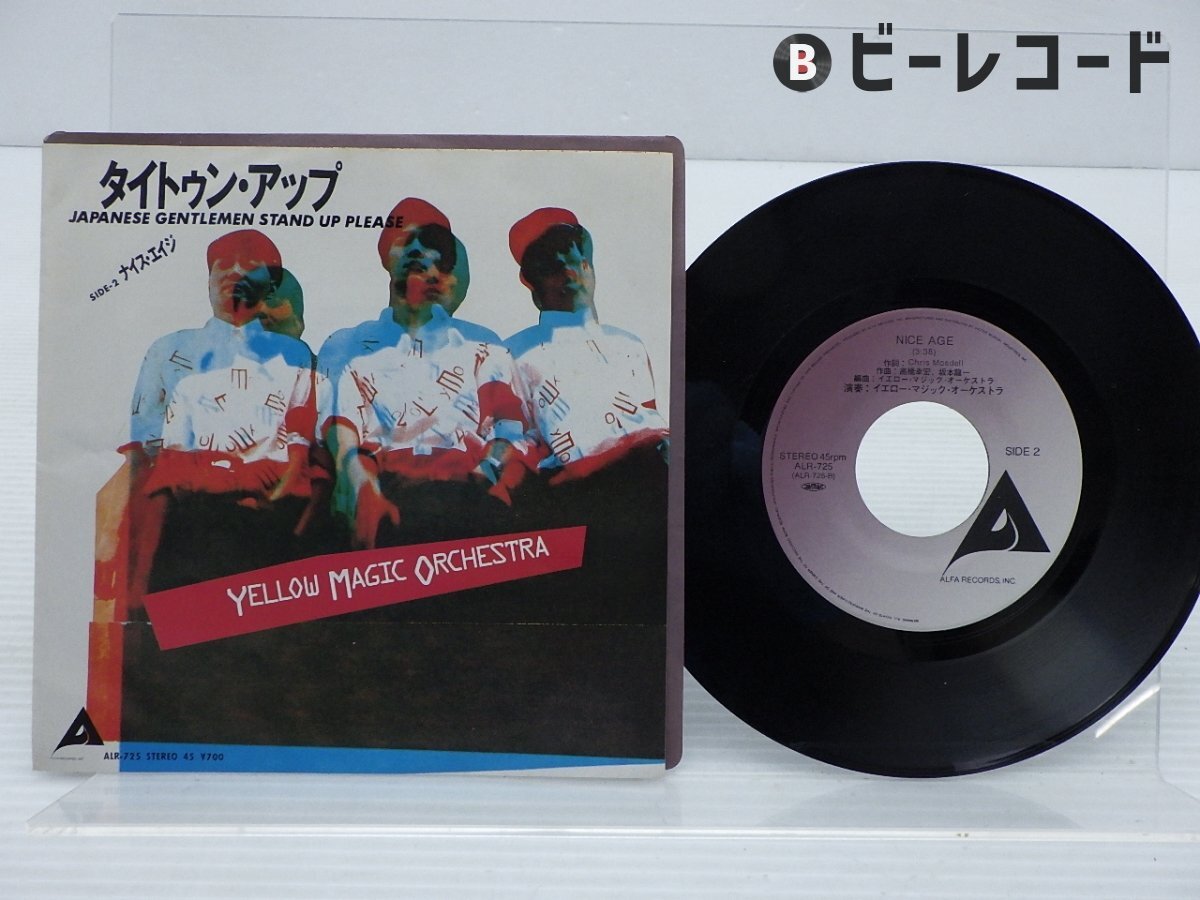 B ビーレコード
タイトゥン・アップ
JAPANESE GENTLEMEN STAND UP PLEASE
SIDE-2 ナイス・エイジ
YELLOW MAGIC ORCHESTRA
ALR-725 STEREO 45 ¥700
NICE AGE
(3:38)
作詞:Chris Mosdell
作曲:高橋幸宏、坂本龍一
編曲:イエロー・マジック・オーケストラ
演奏:イエロー・マジック・オーケストラ
STEREO 45rpm
ALR-725
(ALR-725-B)
SIDE 2
ALFA RECORDS, INC.